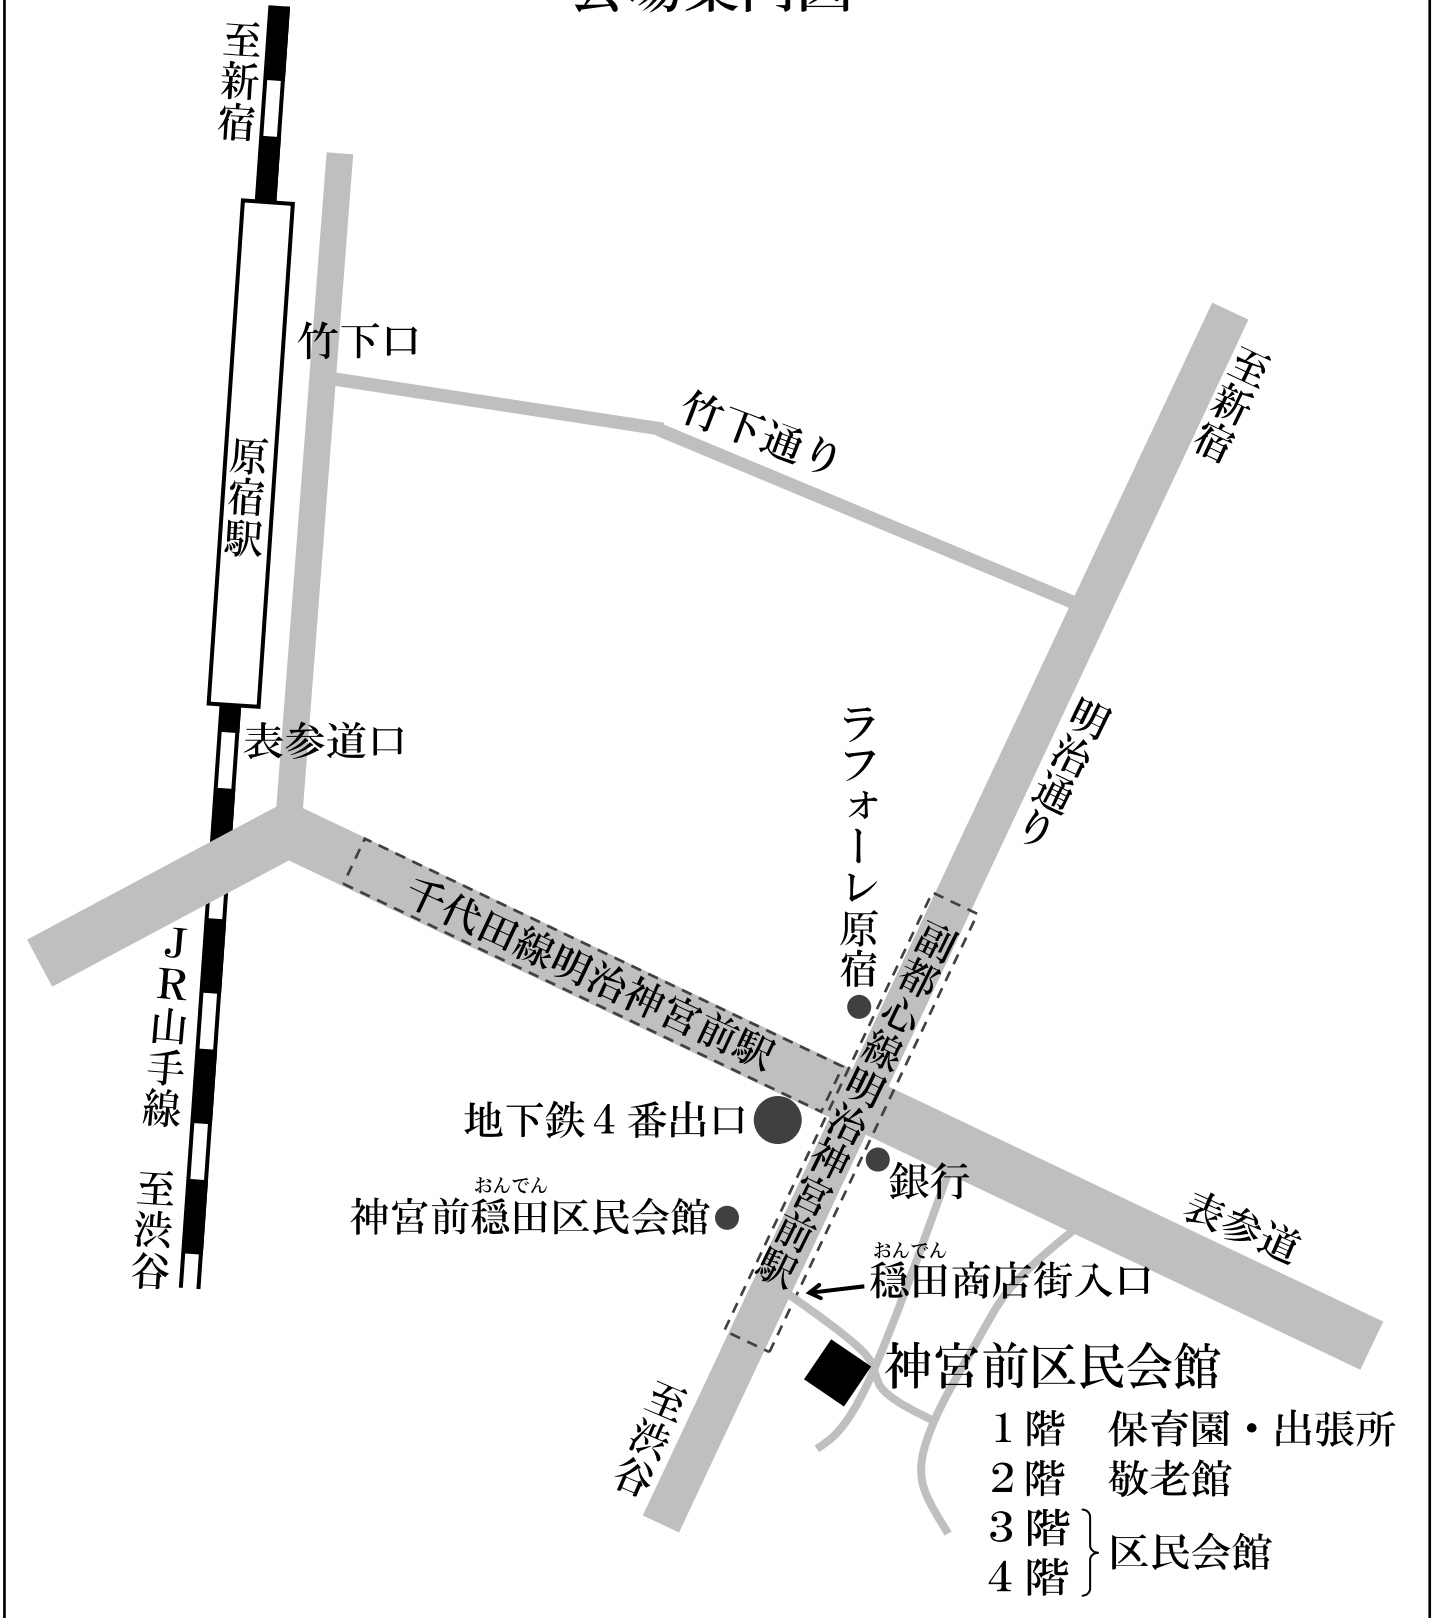 会場案内図
至新宿
竹下口
竹下通り
至新宿
原宿駅
明治通り
ラフォーレ原宿
表参道口
千代田線明治神宮前駅
副都心線明治神宮前駅
JR山手線 至渋谷
地下鉄4番出口
銀行
おんでん
神宮前穏田区民会館
表参道
おんでん
穏田商店街入口
神宮前区民会館
至渋谷
1階 保育園・出張所
2階 敬老館
3階
4階
区民会館